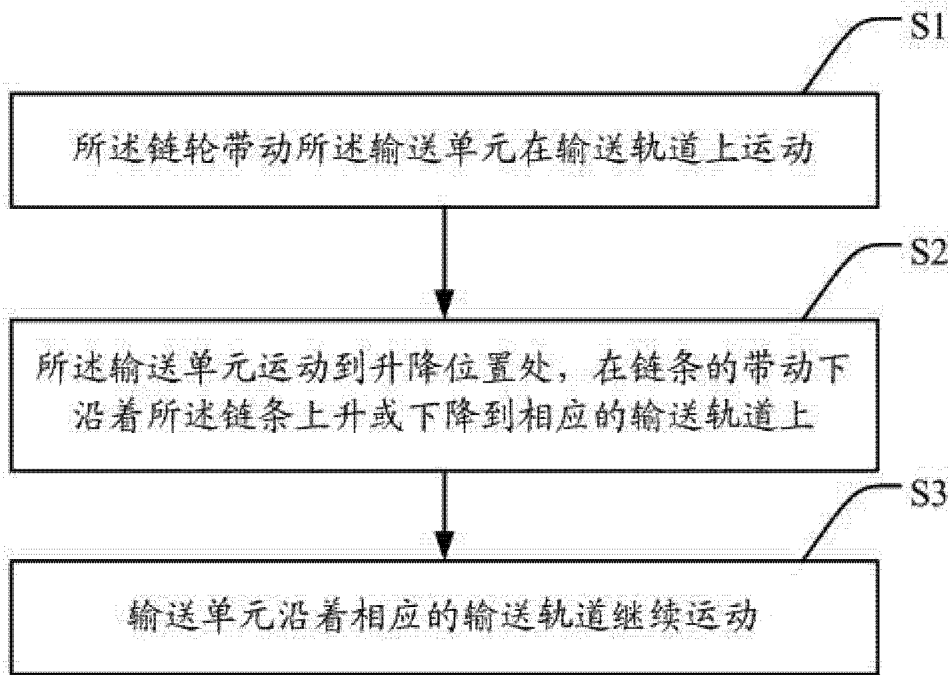 S1
所述链轮带动所述输送单元在输送轨道上运动
S2
所述输送单元运动到升降位置处，在链条的带动下
沿着所述链条上升或下降到相应的输送轨道上
S3
输送单元沿着相应的输送轨道继续运动